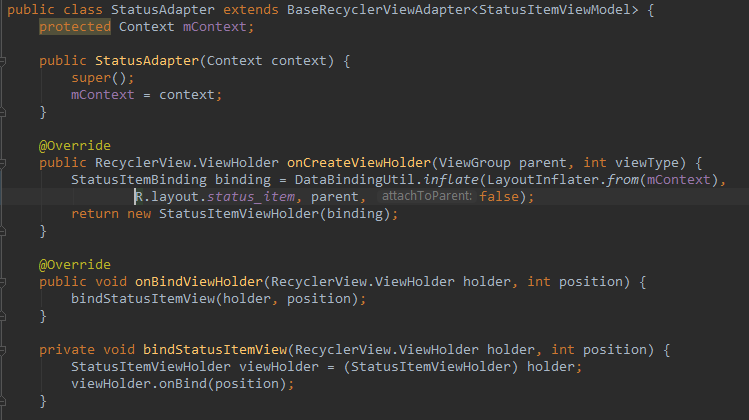 public class StatusAdapter extends BaseRecyclerViewAdapter<StatusItemViewModel> {
    protected Context mContext;

    public StatusAdapter(Context context) {
        super();
        mContext = context;
    }

    @Override
    public RecyclerView.ViewHolder onCreateViewHolder(ViewGroup parent, int viewType) {
        StatusItemBinding binding = DataBindingUtil.inflate(LayoutInflater.from(mContext),
                R.layout.status_item, parent, attachToParent: false);
        return new StatusItemViewHolder(binding);
    }

    @Override
    public void onBindViewHolder(RecyclerView.ViewHolder holder, int position) {
        bindStatusItemView(holder, position);
    }

    private void bindStatusItemView(RecyclerView.ViewHolder holder, int position) {
        StatusItemViewHolder viewHolder = (StatusItemViewHolder) holder;
        viewHolder.onBind(position);
    }